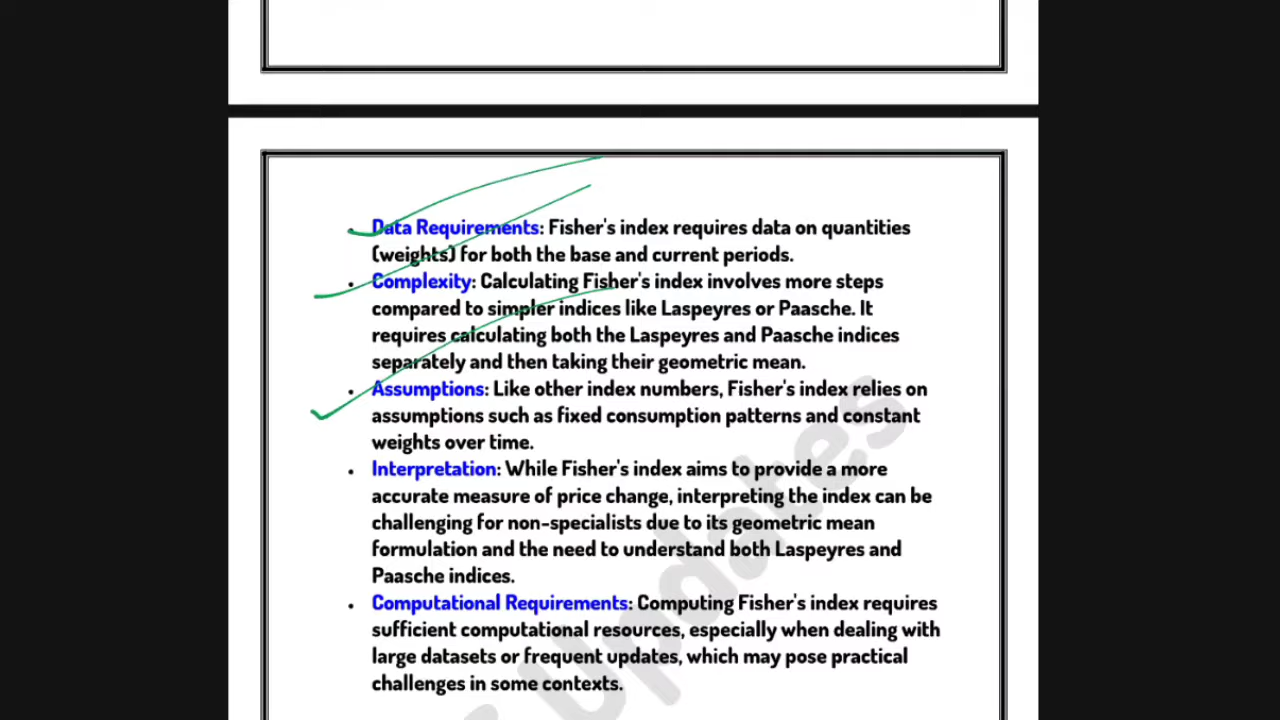 • Data Requirements: Fisher's index requires data on quantities
(weights) for both the base and current periods.
• Complexity: Calculating Fisher's index involves more steps
compared to simpler indices like Laspeyres or Paasche. It
requires calculating both the Laspeyres and Paasche indices
separately and then taking their geometric mean.
• Assumptions: Like other index numbers, Fisher's index relies on
assumptions such as fixed consumption patterns and constant
weights over time.
• Interpretation: While Fisher's index aims to provide a more
accurate measure of price change, interpreting the index can be
challenging for non-specialists due to its geometric mean
formulation and the need to understand both Laspeyres and
Paasche indices.
• Computational Requirements: Computing Fisher's index requires
sufficient computational resources, especially when dealing with
large datasets or frequent updates, which may pose practical
challenges in some contexts.
Updates